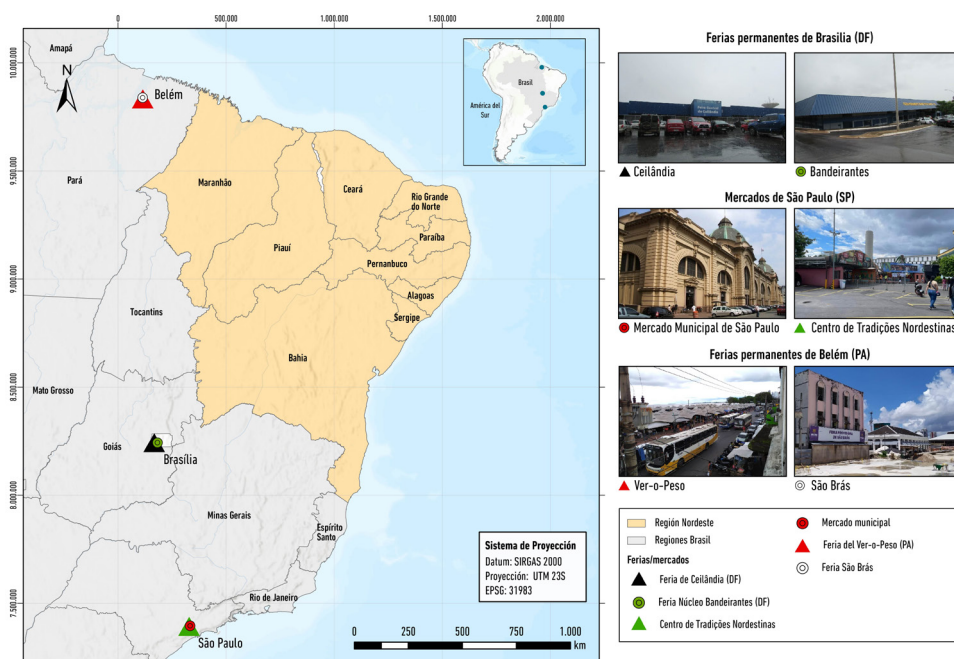 0
500.000
1.000.000
1.500.000
2.000.000
10.000.000
9.500.000
9.000.000
8.500.000
8.000.000
7.500.000
Amapá
N
Belém
Pará
Maranhão
Ceará
Rio Grande
do Norte
Paraíba
Piauí
Pernambuco
Alagoas
Sergipe
Tocantins
Bahia
Mato Grosso
Goiás
Brasília
Minas Gerais
Espírito
Santo
Rio de Janeiro
São Paulo
Brasil
América del
Sur
Sistema de Proyección
Datum: SIRGAS 2000
Proyección: UTM 23S
EPSG: 31983
0 250 500 750 1.000
km
Ferias permanentes de Brasilia (DF)
Ceilândia
Bandeirantes
Mercados de São Paulo (SP)
Mercado Municipal de São Paulo
Centro de Tradições Nordestinas
Ferias permanentes de Belém (PA)
Ver-o-Peso
São Brás
Región Nordeste
Regiones Brasil
Ferias/mercados
Feria de Ceilândia (DF)
Feria Núcleo Bandeirantes (DF)
Centro de Tradições Nordestinas
Mercado municipal
Feria del Ver-o-Peso (PA)
Feria São Brás